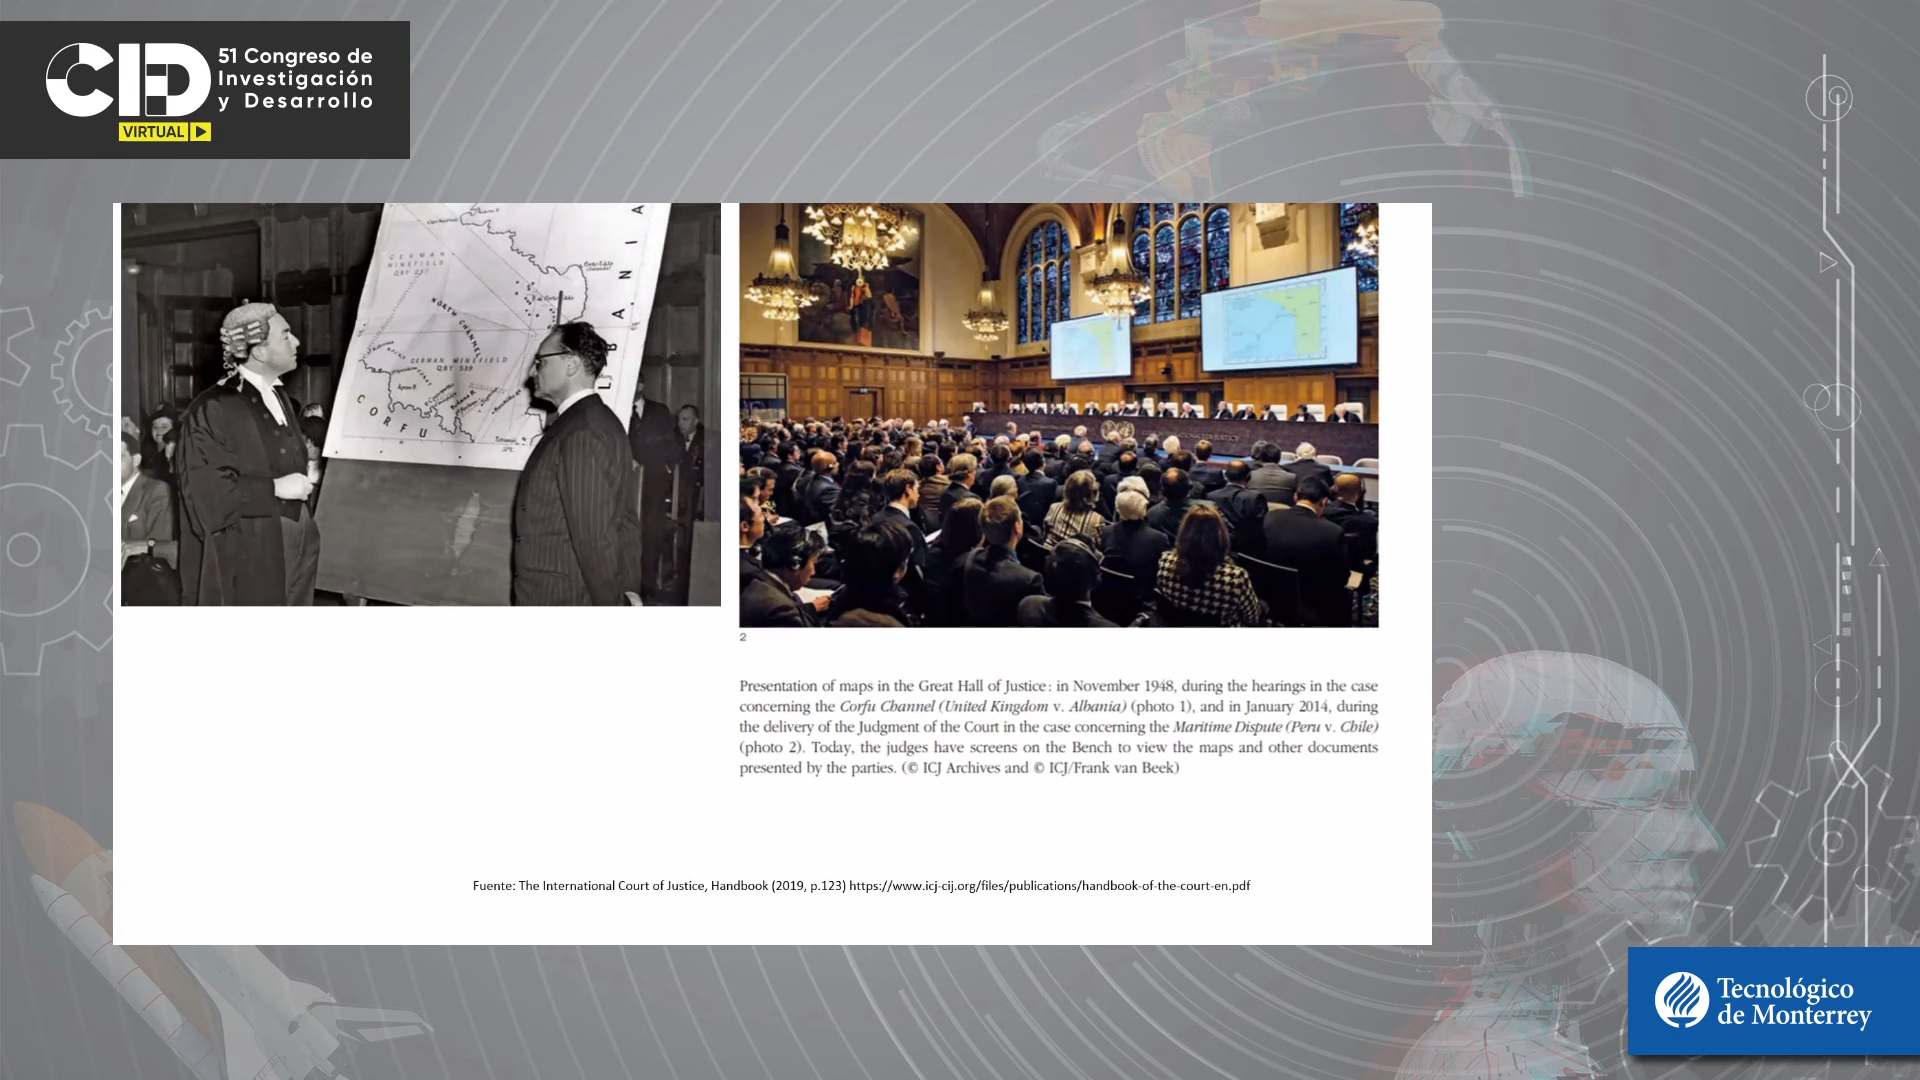 CID
51 Congreso de
Investigación
y Desarrollo
VIRTUAL
GERMAN
MINEFIELD
QBY
NORTH CHANNEL
GERMAN MINEFIELD
QBY 539
CORFU
ALBANIA
2
Presentation of maps in the Great Hall of Justice: in November 1948, during the hearings in the case
concerning the Corfu Channel (United Kingdom v. Albania) (photo 1), and in January 2014, during
the delivery of the Judgment of the Court in the case concerning the Maritime Dispute (Peru v. Chile)
(photo 2). Today, the judges have screens on the Bench to view the maps and other documents
presented by the parties. (© ICJ Archives and © ICJ/Frank van Beek)
Fuente: The International Court of Justice, Handbook (2019, p.123) https://www.icj-cij.org/files/publications/handbook-of-the-court-en.pdf
Tecnológico
de Monterrey